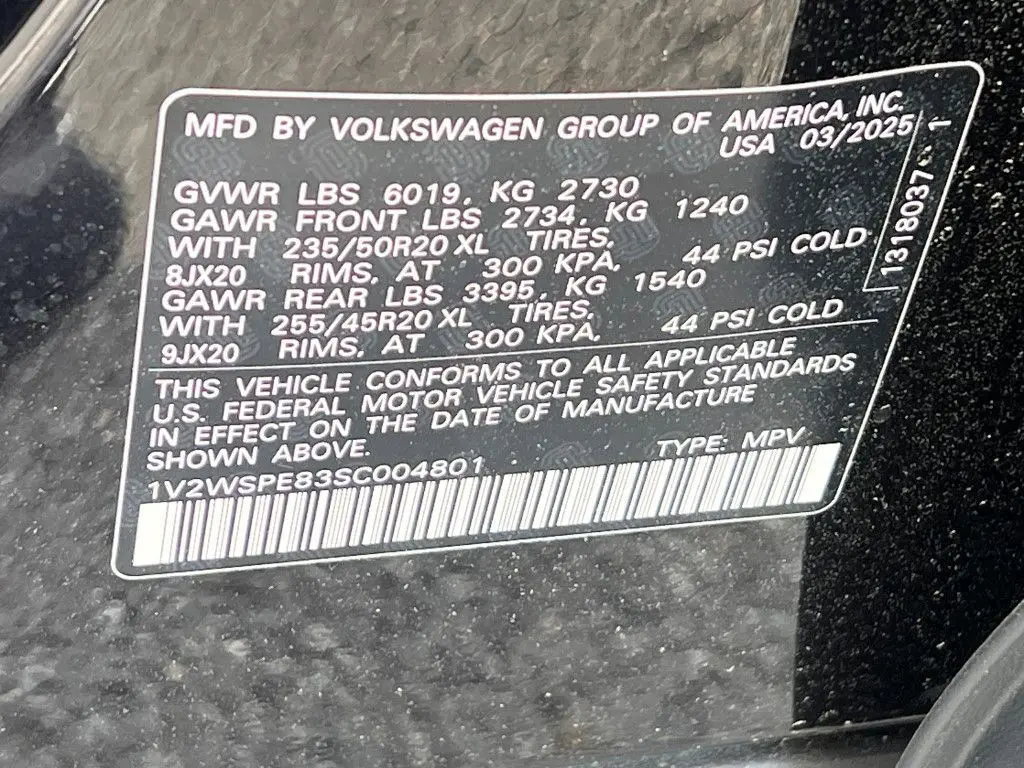 MFD BY VOLKSWAGEN GROUP OF AMERICA, INC.
USA 03/2025
GVWR LBS 6019, KG 2730
GAWR FRONT LBS 2734, KG 1240
WITH 235/50R20 XL TIRES,
8JX20 RIMS, AT 300 KPA, 44 PSI COLD
GAWR REAR LBS 3395, KG 1540
WITH 255/45R20 XL TIRES,
9JX20 RIMS, AT 300 KPA, 44 PSI COLD
THIS VEHICLE CONFORMS TO ALL APPLICABLE
U.S. FEDERAL MOTOR VEHICLE SAFETY STANDARDS
IN EFFECT ON THE DATE OF MANUFACTURE
SHOWN ABOVE.
1V2WSPE83SC004801 TYPE: MPV
1318037 1